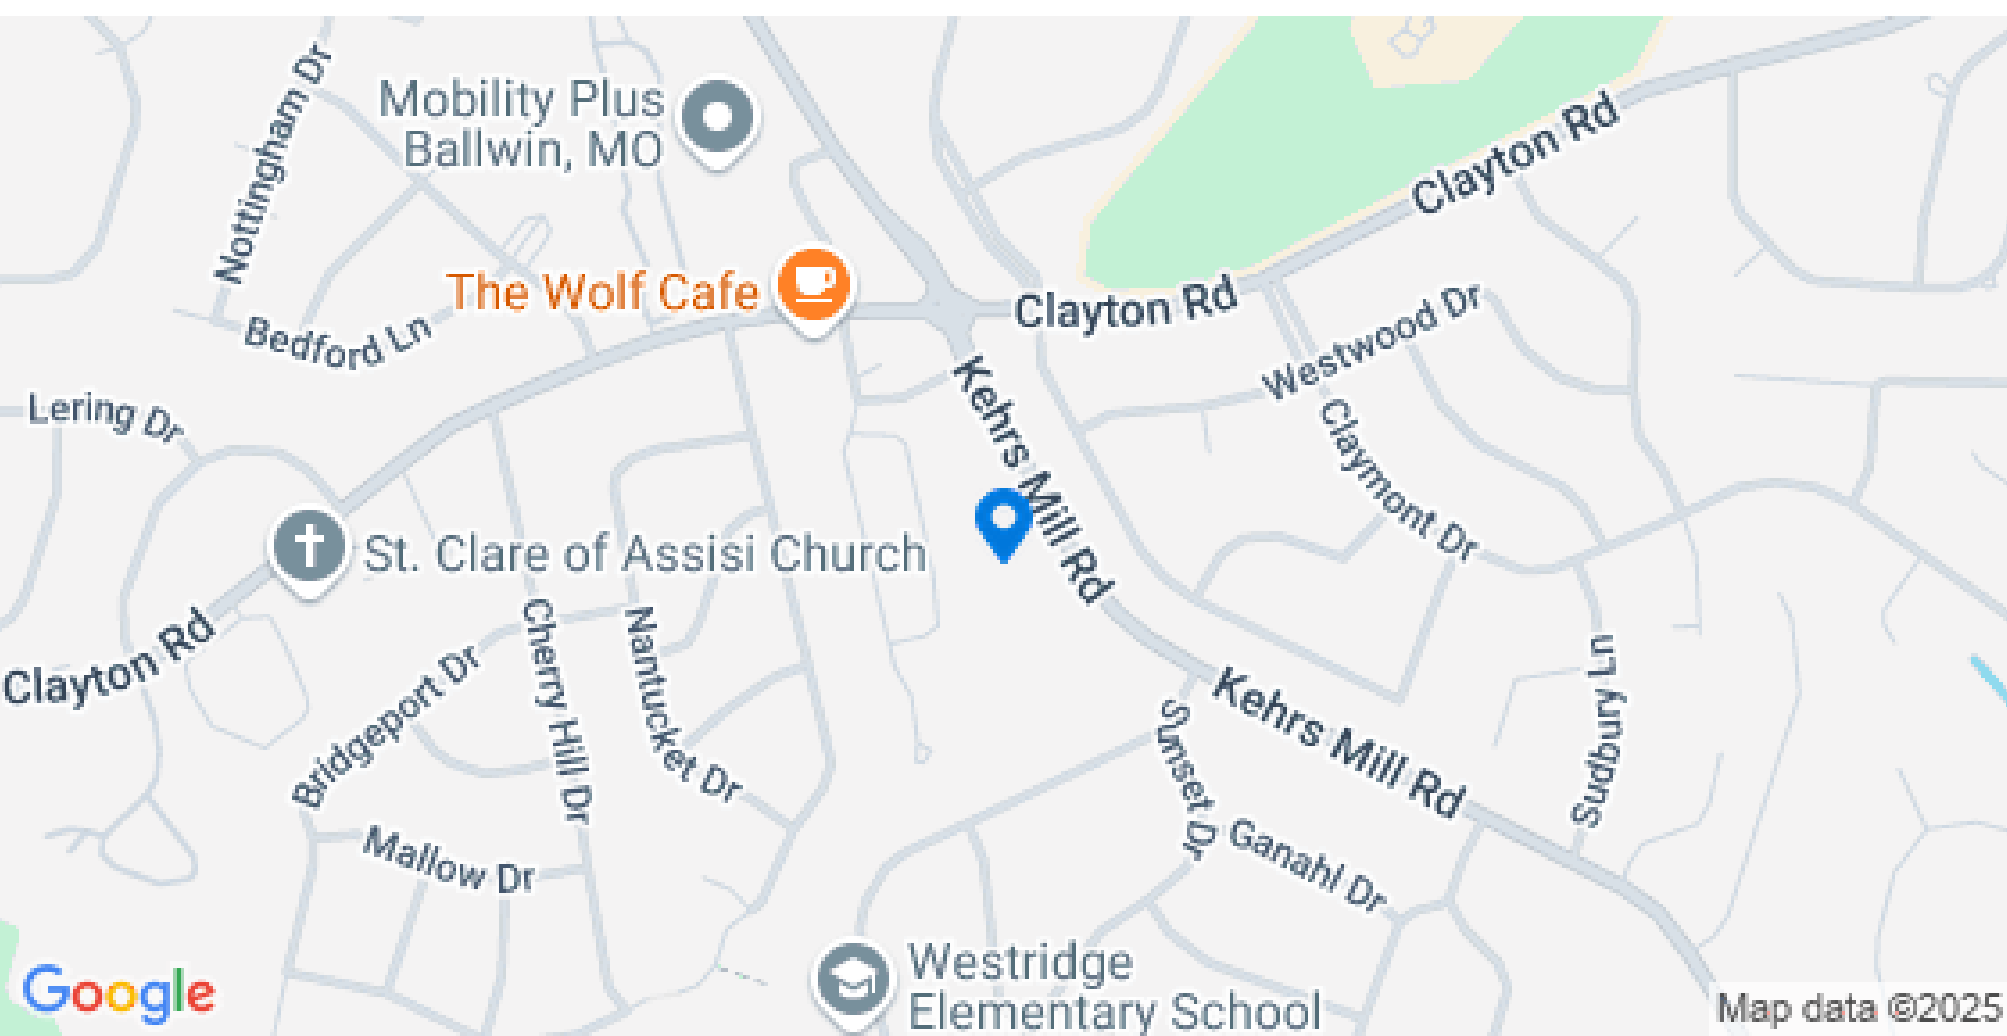 Nottingham Dr
Mobility Plus
Ballwin, MO
Clayton Rd
The Wolf Cafe
Clayton Rd
Bedford Ln
Westwood Dr
Lering Dr
Kehrs Mill Rd
Claymont Dr
St. Clare of Assisi Church
Clayton Rd
Cherry Hill Dr
Nantucket Dr
Bridgeport Dr
Sunset Dr
Kehrs Mill Rd
Sudbury Ln
Mallow Dr
Ganahl Dr
Westridge
Elementary School
Google
Map data ©2025